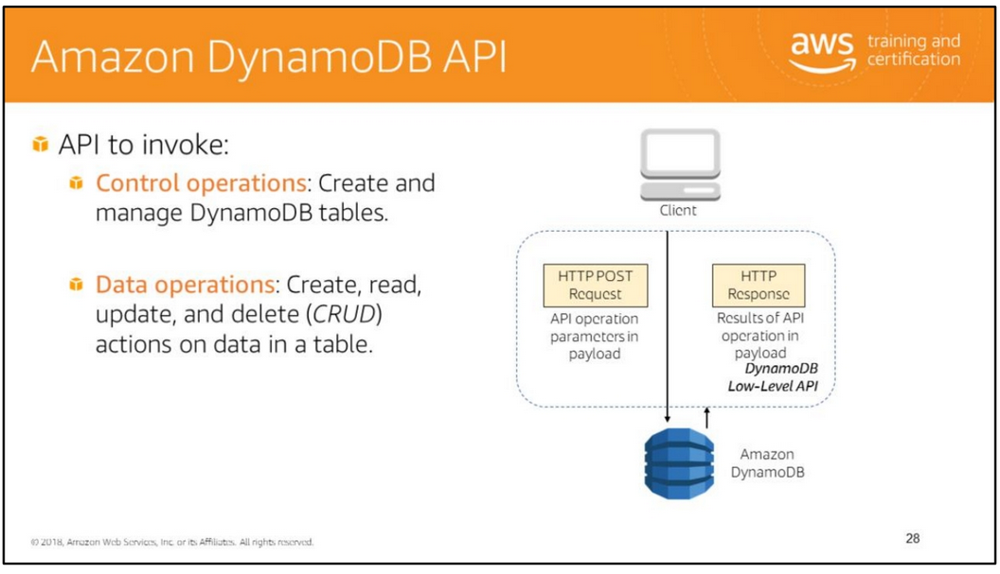 Amazon DynamoDB API
aws training and
certification
API to invoke:
Control operations: Create and
manage DynamoDB tables.
Data operations: Create, read,
update, and delete (CRUD)
actions on data in a table.
Client
HTTP POST
Request
API operation
parameters in
payload
HTTP
Response
Results of API
operation in
payload
DynamoDB
Low-Level API
Amazon
DynamoDB
© 2018, Amazon Web Services, Inc. or its Affiliates. All rights reserved.
28